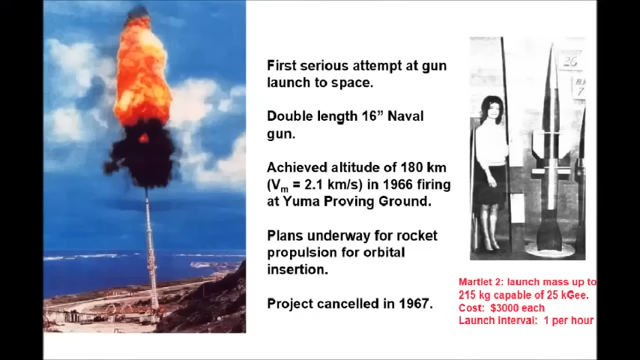 First serious attempt at gun
launch to space.
Double length 16” Naval
gun.
Achieved altitude of 180 km
(Vm = 2.1 km/s) in 1966 firing
at Yuma Proving Ground.
Plans underway for rocket
propulsion for orbital
insertion.
Project cancelled in 1967.
Martlet 2: launch mass up to
215 kg capable of 25 kGee.
Cost: $3000 each
Launch Interval: 1 per hour